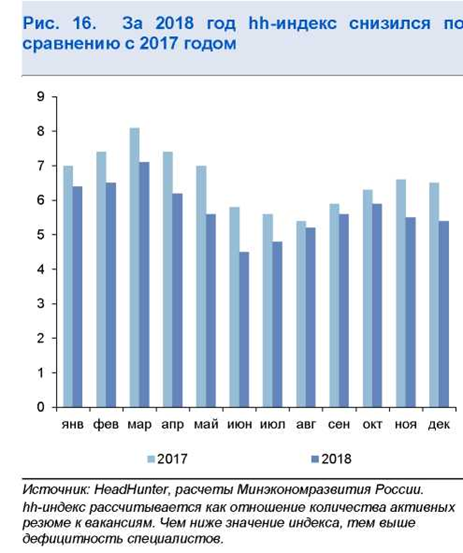 Рис. 16. За 2018 год hh-индекс снизился по
сравнению с 2017 годом
9
8
7
6
5
4
3
2
1
0
янв фев мар апр май июн июл авг сен окт ноя дек
2017 2018
Источник: HeadHunter, расчеты Минэкономразвития России.
hh-индекс рассчитывается как отношение количества активных
резюме к вакансиям. Чем ниже значение индекса, тем выше
дефицитность специалистов.